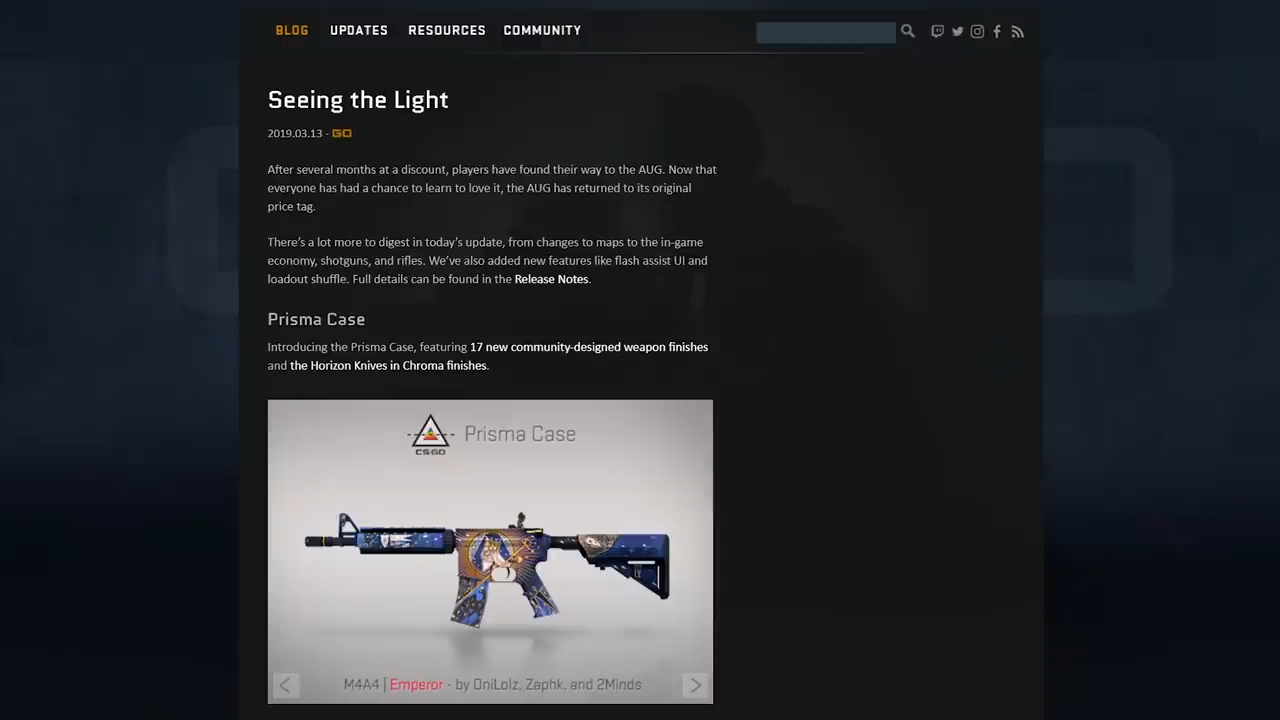 BLOG UPDATES RESOURCES COMMUNITY
Seeing the Light
2019.03.13 - GO
After several months at a discount, players have found their way to the AUG. Now that
everyone has had a chance to learn to love it, the AUG has returned to its original
price tag.
There's a lot more to digest in today's update, from changes to maps to the in-game
economy, shotguns, and rifles. We've also added new features like flash assist UI and
loadout shuffle. Full details can be found in the Release Notes.
Prisma Case
Introducing the Prisma Case, featuring 17 new community-designed weapon finishes
and the Horizon Knives in Chroma finishes.
Prisma Case
CS:GO
M4A4 | Emperor - by OniLolz, Zaphk, and 2Minds